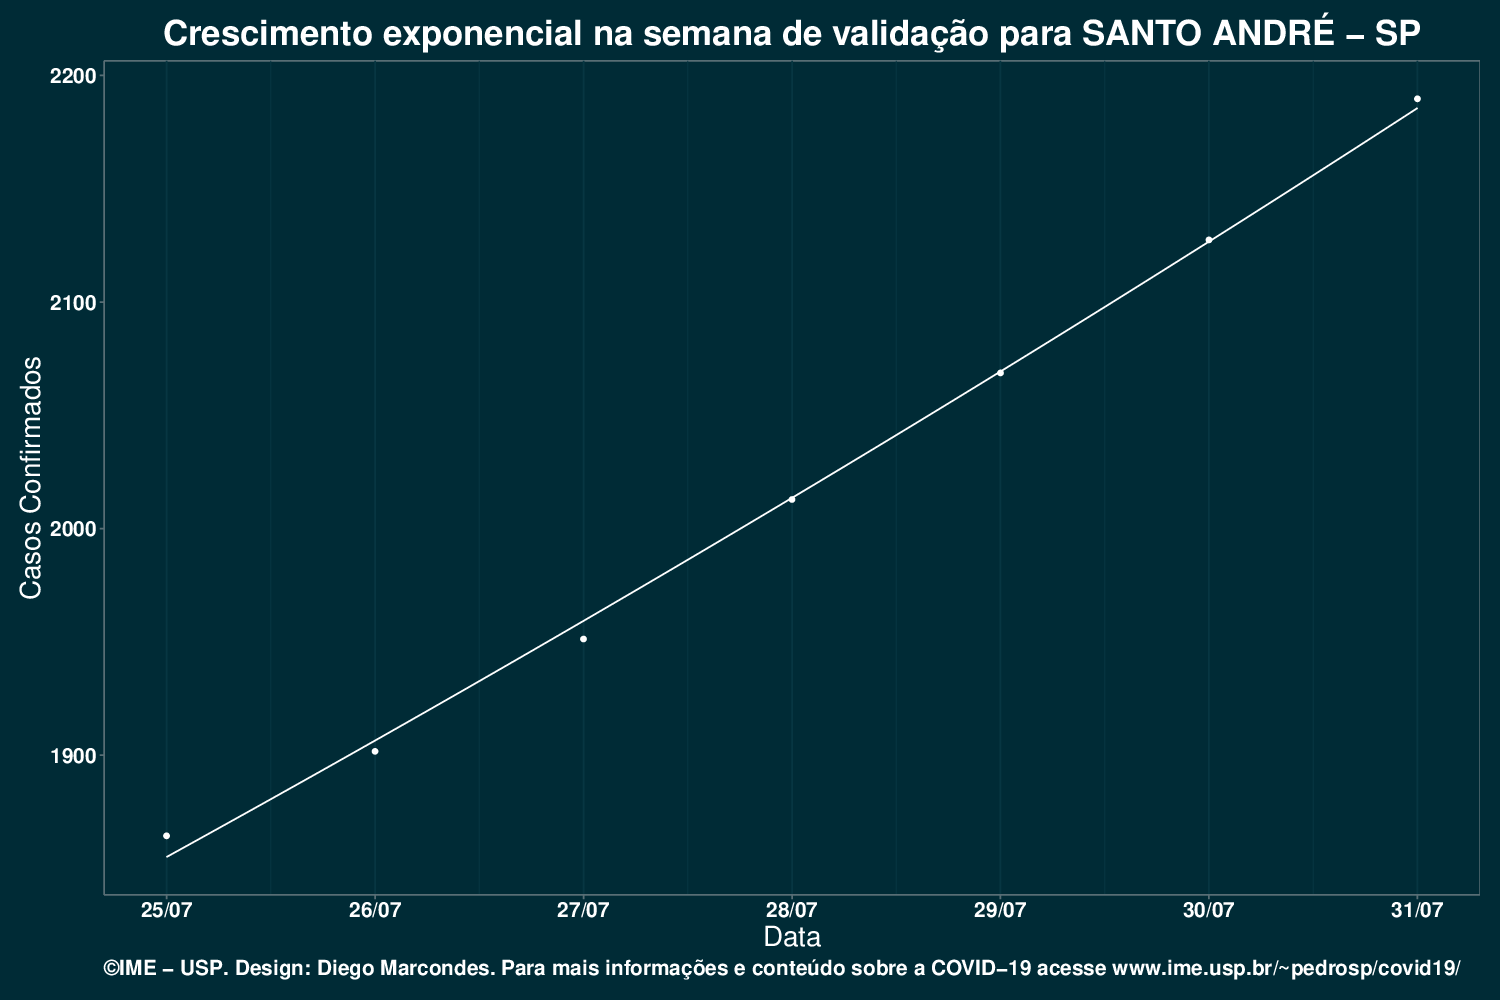 Crescimento exponencial na semana de validação para SANTO ANDRÉ – SP
2200
2100
2000
1900
Casos Confirmados
25/07 26/07 27/07 28/07 29/07 30/07 31/07
Data
©IME – USP. Design: Diego Marcondes. Para mais informações e conteúdo sobre a COVID–19 acesse www.ime.usp.br/~pedrosp/covid19/